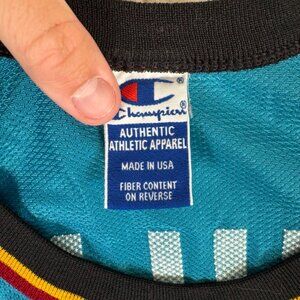 Champion
AUTHENTIC
ATHLETIC APPAREL
MADE IN USA
FIBER CONTENT
ON REVERSE